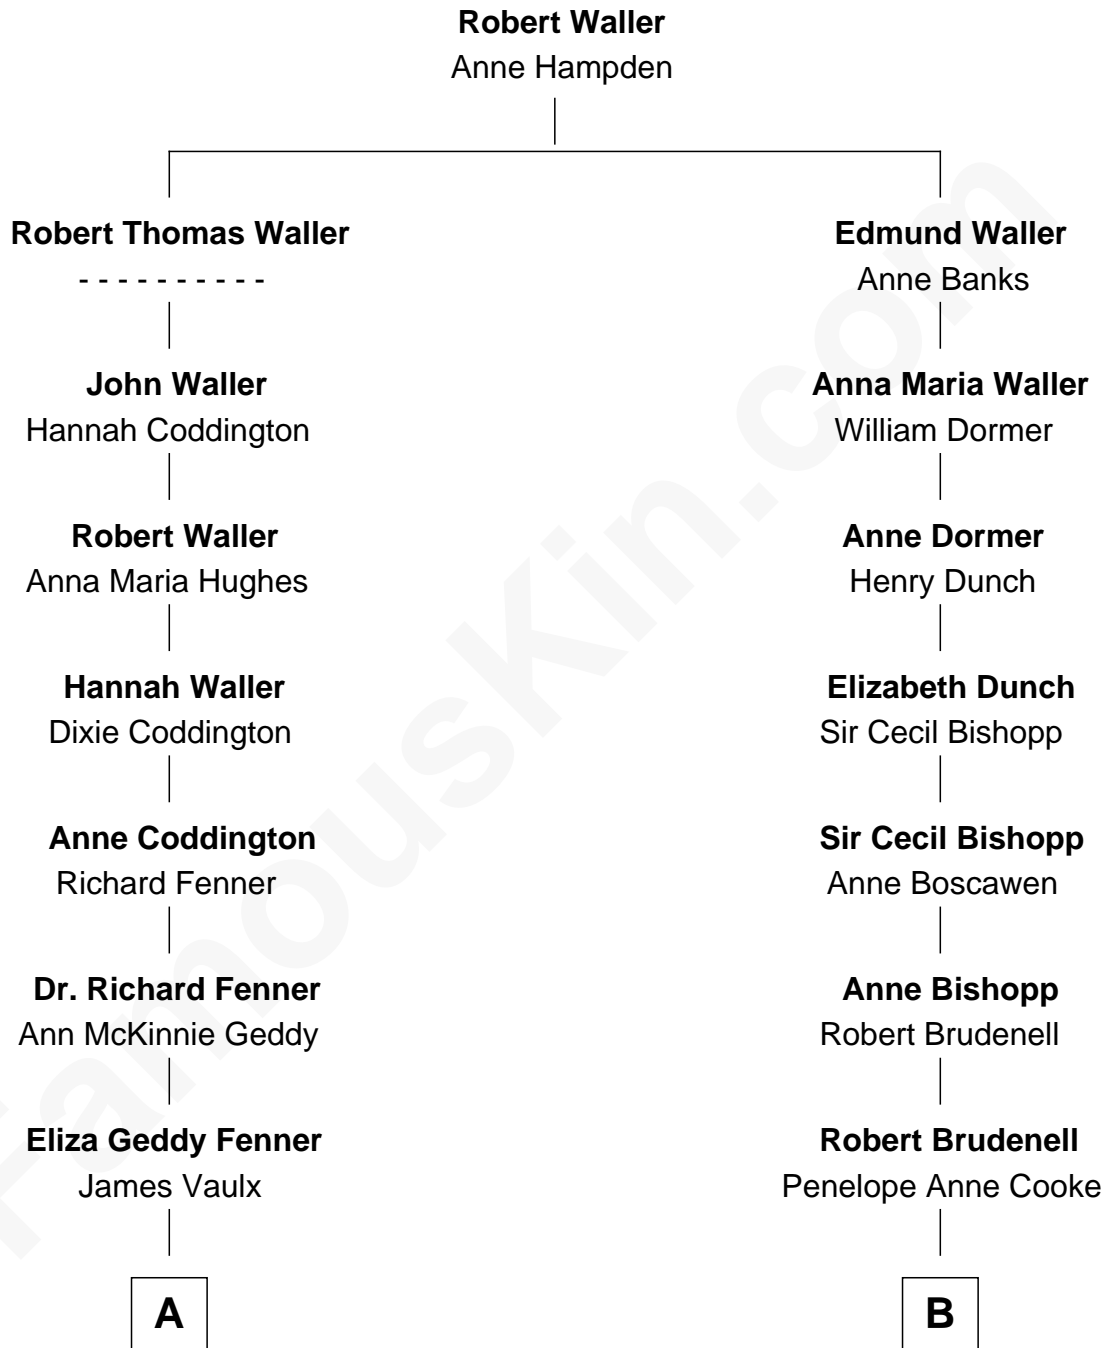 Robert Waller
Anne Hampden
Robert Thomas Waller
- - - - - - - - - -
Edmund Waller
Anne Banks
John Waller
Hannah Coddington
Anna Maria Waller
William Dormer
Robert Waller
Anna Maria Hughes
Anne Dormer
Henry Dunch
Hannah Waller
Dixie Coddington
Elizabeth Dunch
Sir Cecil Bishopp
Anne Coddington
Richard Fenner
Sir Cecil Bishopp
Anne Boscawen
Dr. Richard Fenner
Ann McKinnie Geddy
Anne Bishopp
Robert Brudenell
Eliza Geddy Fenner
James Vaulx
Robert Brudenell
Penelope Anne Cooke
A
B
FamousKin.com